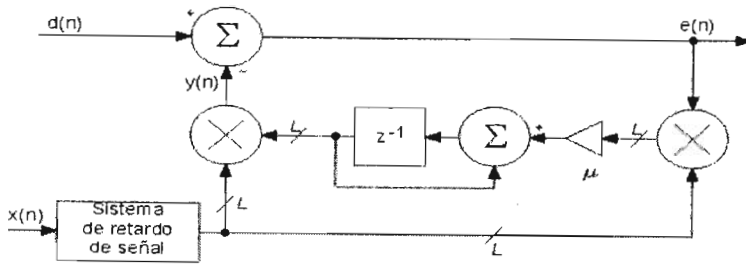 d(n)
+
Σ
e(n)
y(n)
-
L
z-1
Σ
+
μ
L
x(n)
Sistema
de retardo
de señal
L
L